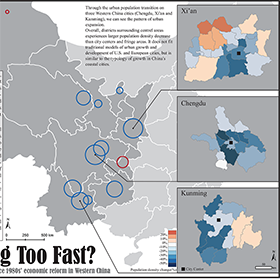 Through the urban population transition on
three Western China cities (Chengdu, Xi'an and
Kunming), we can see the pattern of urban
expansion.
Overall, districts surrounding central areas
experiences larger population density decrease
than city centers and fringe areas. It does not fit
traditional models of urban growth and
development of U.S. and European cities, but is
similar to the typology of growth in China's
coastal cities
Xi'an
Chengdu
Kunming
g Too Fast?
ce 1980s' economic reform in Western China
500 km
Population density change
City Center